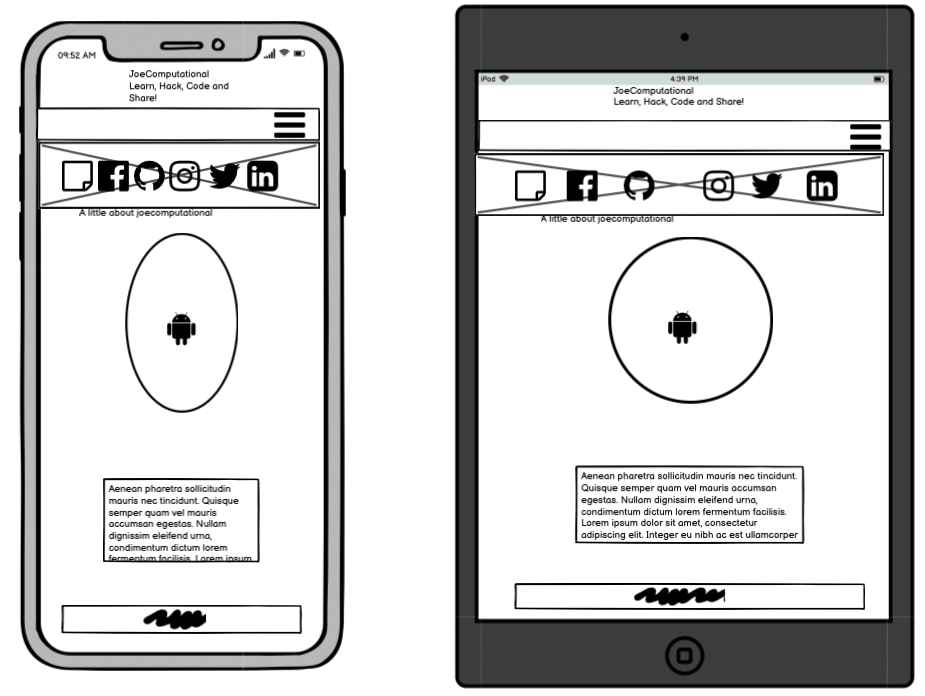 09:52 AM
JoeComputational
Learn, Hack, Code and
Share!
A little about joecomputational
Aenean pharetra sollicitudin
mauris nec tincidunt. Quisque
semper quam vel mauris
accumsan egestas. Nullam
dignissim eleifend urna,
condimentum dictum lorem
fermentum facilisis. Lorem ipsum
iPad
4:39 PM
JoeComputational
Learn, Hack, Code and Share!
A little about joecomputational
Aenean pharetra sollicitudin mauris nec tincidunt.
Quisque semper quam vel mauris accumsan
egestas. Nullam dignissim eleifend urna,
condimentum dictum lorem fermentum facilisis.
Lorem ipsum dolor sit amet, consectetur
adipiscing elit. Integer eu nibh ac est ullamcorper